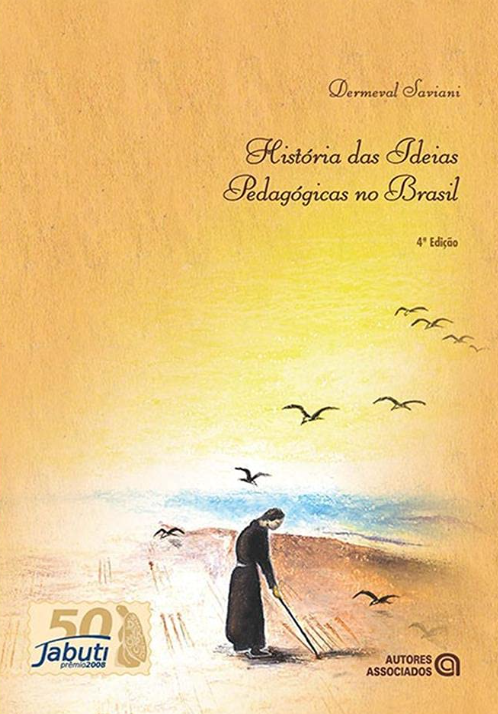 Dermeval Saviani
História das Ideias
Pedagógicas no Brasil
4ª Edição
50
Jabuti
prêmio2008
AUTORES
ASSOCIADOS